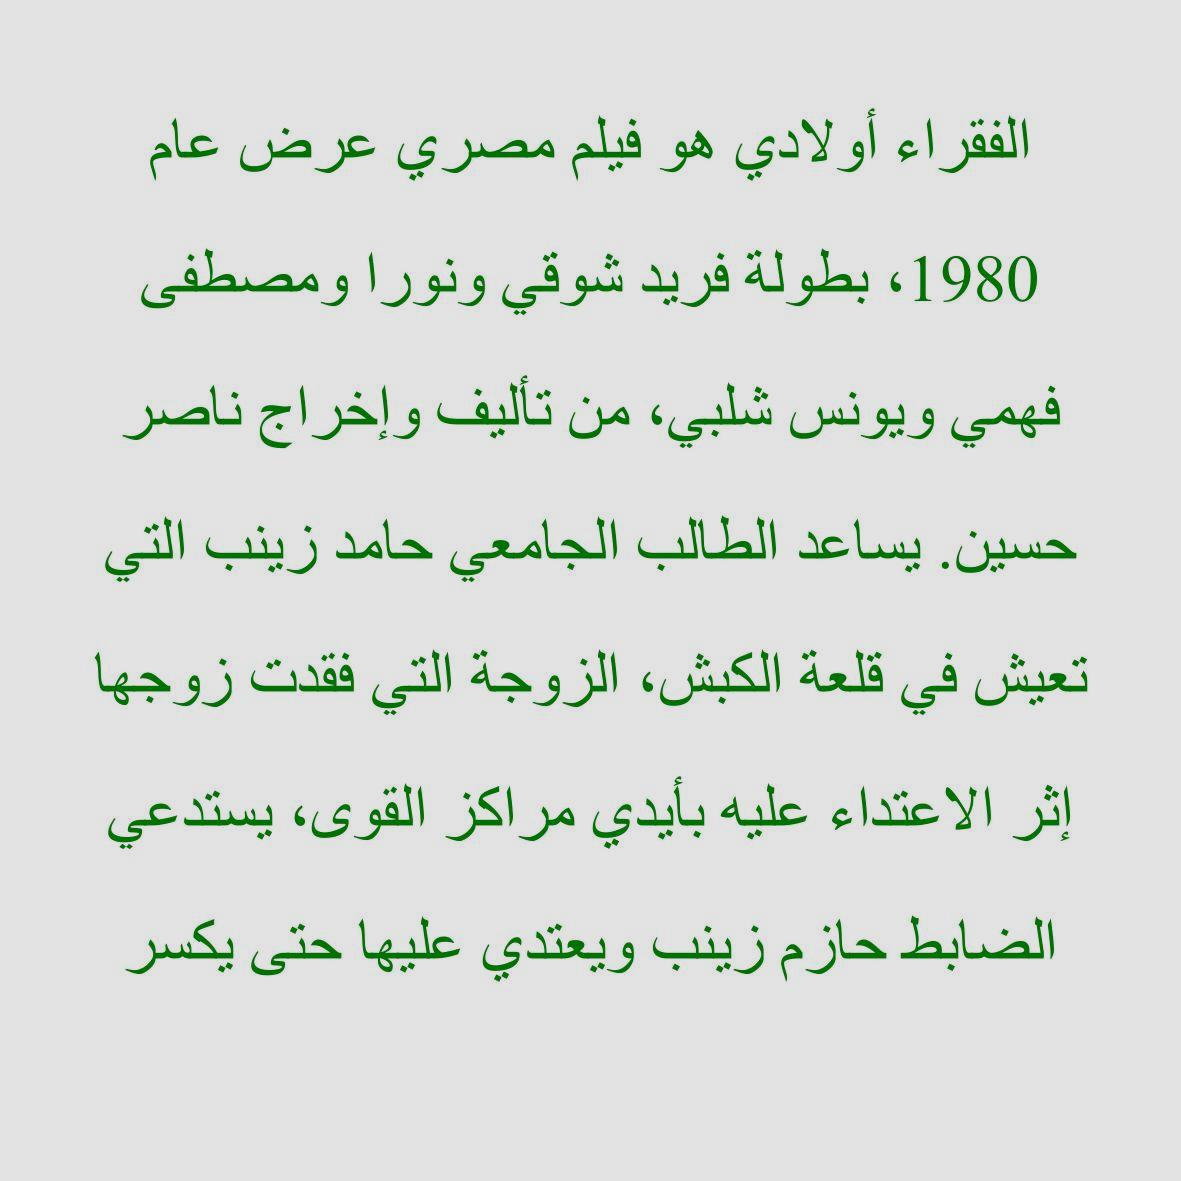 الفقراء أولادي هو فيلم مصري عرض عام
1980، بطولة فريد شوقي ونورا ومصطفى
فهمي ويونس شلبي، من تأليف وإخراج ناصر
حسين. يساعد الطالب الجامعي حامد زينب التي
تعيش في قلعة الكبش، الزوجة التي فقدت زوجها
إثر الاعتداء عليه بأيدي مراكز القوى، يستدعي
الضابط حازم زينب ويعتدي عليها حتى يكسر